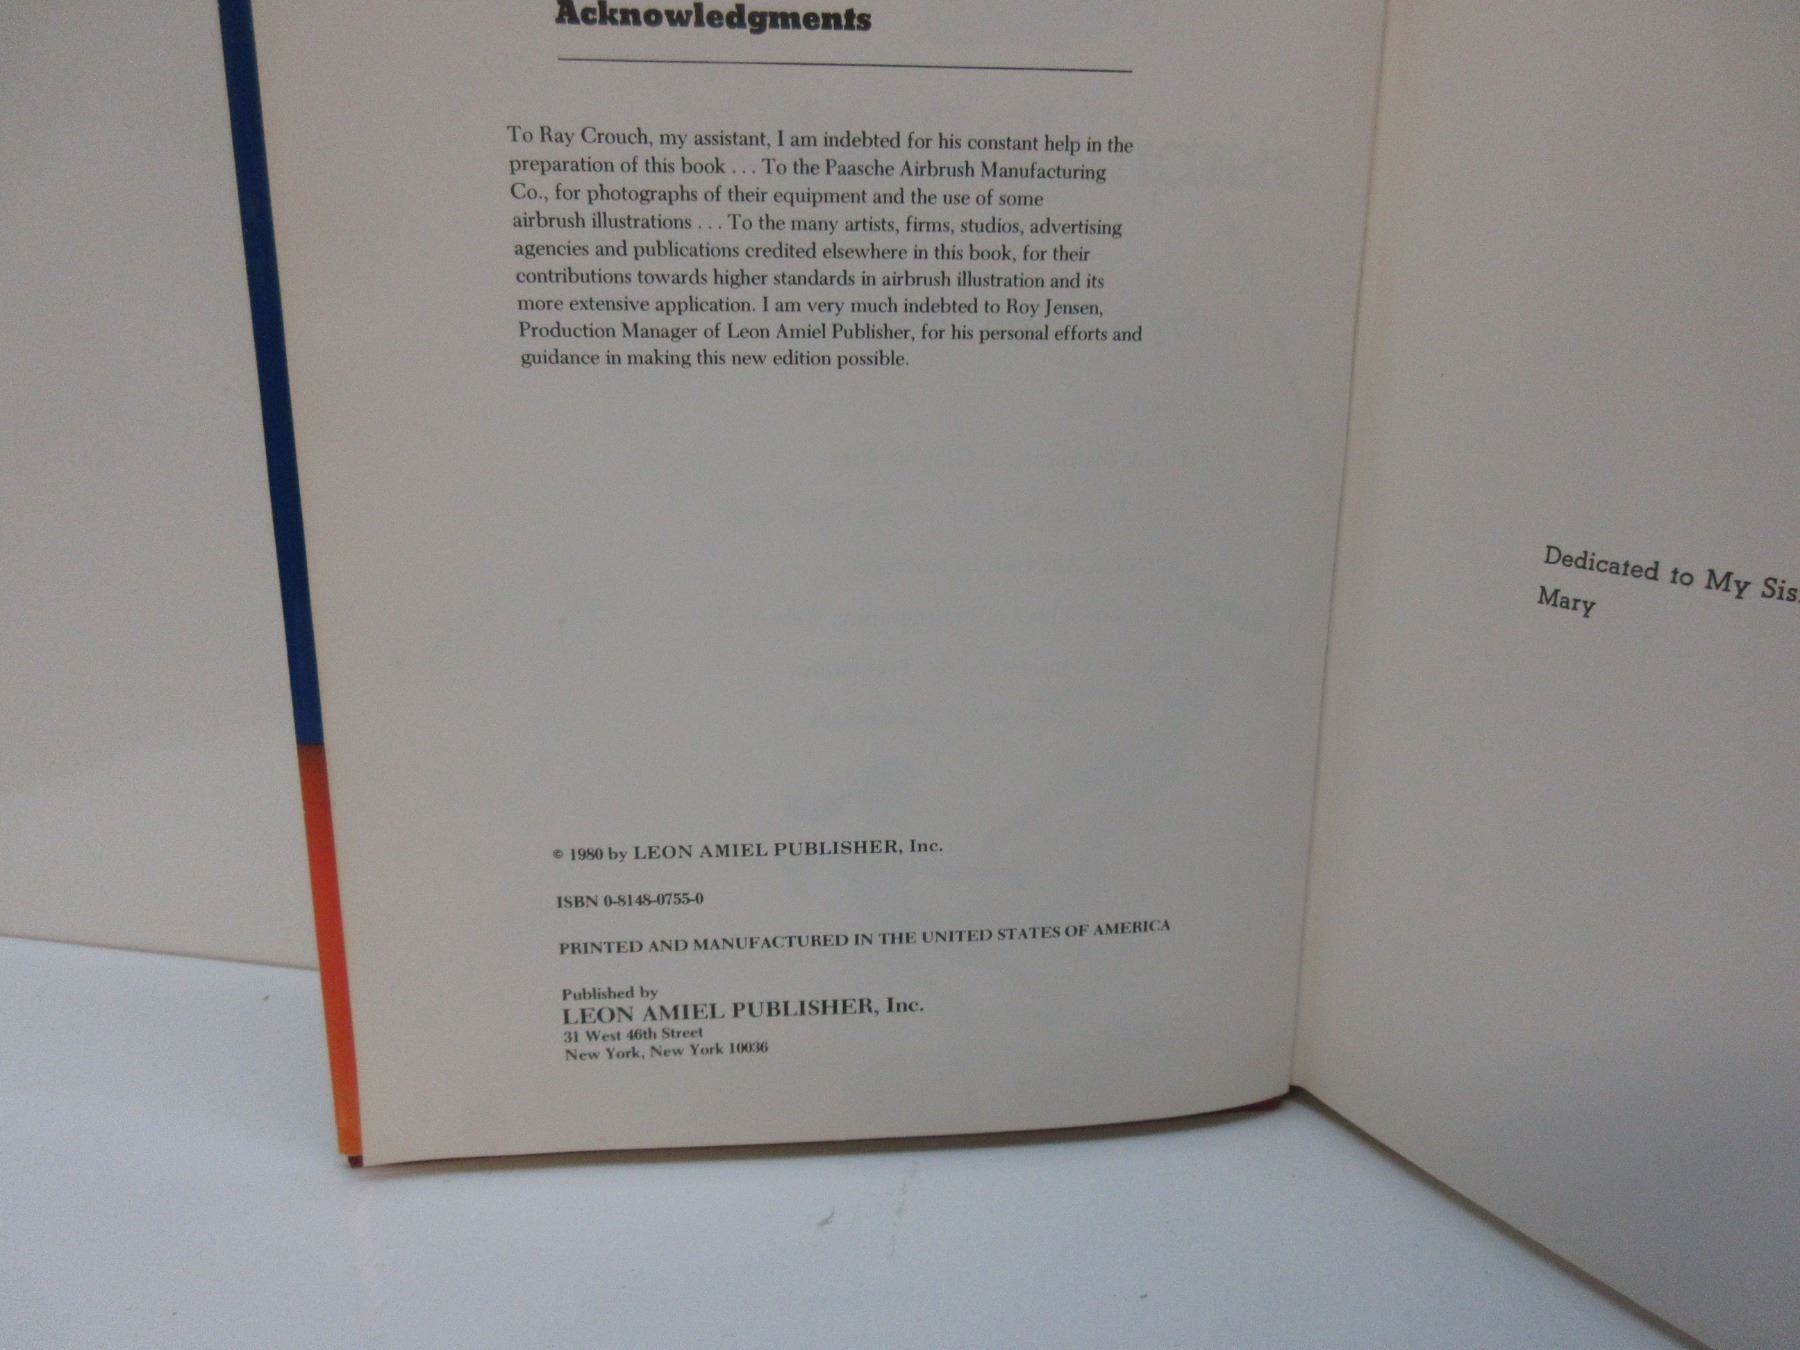 Acknowledgments
To Ray Crouch, my assistant, I am indebted for his constant help in the
preparation of this book . . . To the Paasche Airbrush Manufacturing
Co., for photographs of their equipment and the use of some
airbrush illustrations . . . To the many artists, firms, studios, advertising
agencies and publications credited elsewhere in this book, for their
contributions towards higher standards in airbrush illustration and its
more extensive application. I am very much indebted to Roy Jensen,
Production Manager of Leon Amiel Publisher, for his personal efforts and
guidance in making this new edition possible.
© 1980 by LEON AMIEL PUBLISHER, Inc.
ISBN 0-8148-0755-0
PRINTED AND MANUFACTURED IN THE UNITED STATES OF AMERICA
Published by
LEON AMIEL PUBLISHER, Inc.
31 West 46th Street
New York, New York 10036
Dedicated to My
Mary